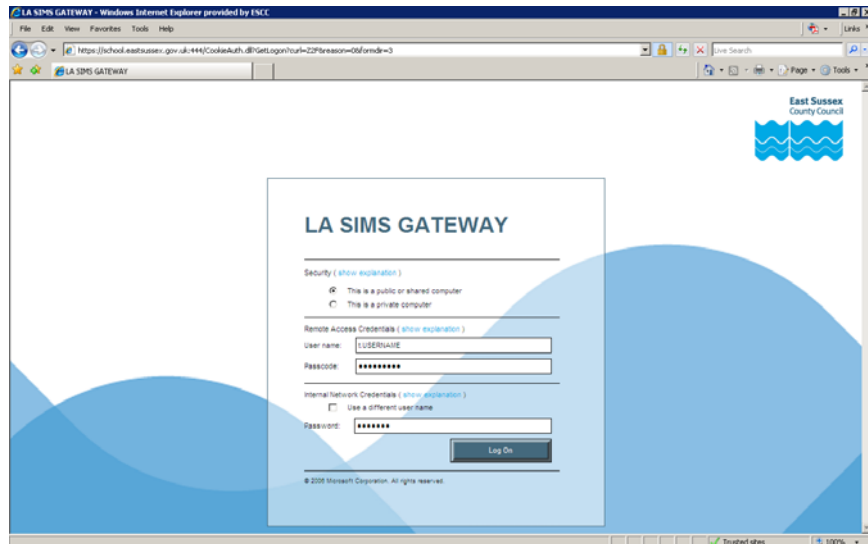 LA SIMS GATEWAY - Windows Internet Explorer provided by ESCC
File Edit View Favorites Tools Help
Links
https://school.eastsussex.gov.uk:444/CookieAuth.dll?GetLogon?curl=Z2F&reason=0&formdir=3
Live Search
LA SIMS GATEWAY
Page Tools
East Sussex
County Council
LA SIMS GATEWAY
Security ( show explanation )
This is a public or shared computer
This is a private computer
Remote Access Credentials ( show explanation )
User name: t.USERNAME
Passcode: •••••••••
Internal Network Credentials ( show explanation )
Use a different user name
Password: •••••••
Log On
© 2006 Microsoft Corporation. All rights reserved.
Trusted sites 100%